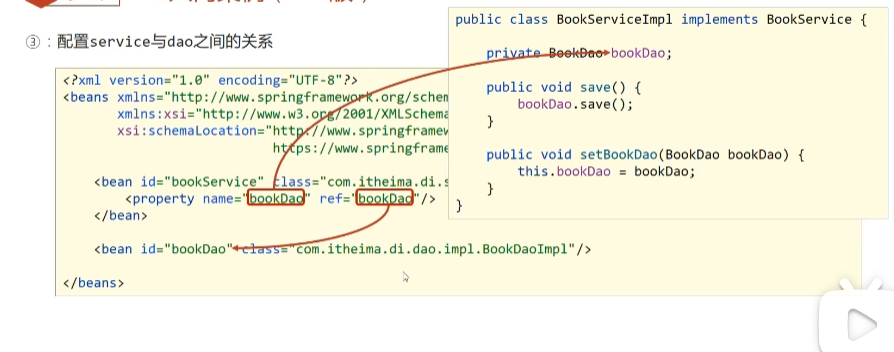 ③：配置service与dao之间的关系
<?xml version="1.0" encoding="UTF-8"?>
<beans xmlns="http://www.springframework.org/schem
xmlns:xsi="http://www.w3.org/2001/XMLSchema
xsi:schemaLocation="http://www.springframew
https://www.springframe
<bean id="bookService" class="com.itheima.di.s
<property name="bookDao" ref="bookDao"/>
</bean>
<bean id="bookDao" class="com.itheima.di.dao.impl.BookDaoImpl"/>
</beans>
public class BookServiceImpl implements BookService {
private BookDao bookDao;
public void save() {
bookDao.save();
}
public void setBookDao(BookDao bookDao) {
this.bookDao = bookDao;
}
}